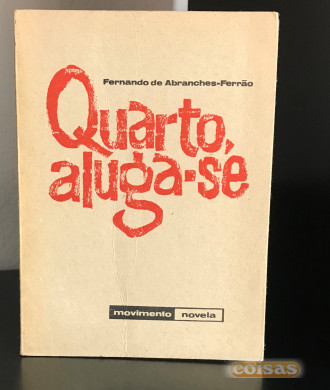 Fernando de Abranches-Ferrão
Quarto,
aluga-se
movimento novela
coisas